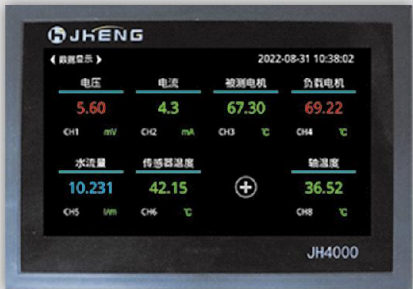 JHENG
数据显示
2022-08-31 10:38:02
电压 电流 被测电机 负载电机
5.60 4.3 67.30 69.22
CH1 mV CH2 mA CH3 ℃ CH4 ℃
水流量 传感器温度 轴温度
10.231 42.15 36.52
CH5 l/m CH6 ℃ CH8 ℃
JH4000